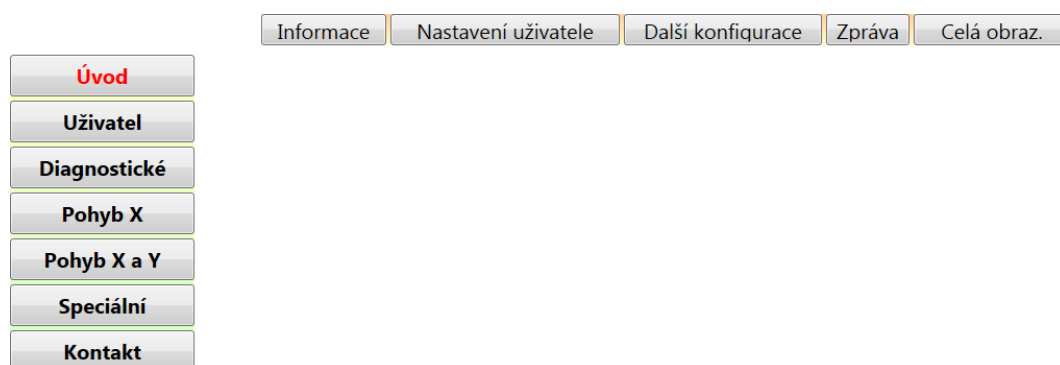 Informace Nastavení uživatele Další konfigurace Zpráva Celá obraz.
Úvod
Uživatel
Diagnostické
Pohyb X
Pohyb X a Y
Speciální
Kontakt